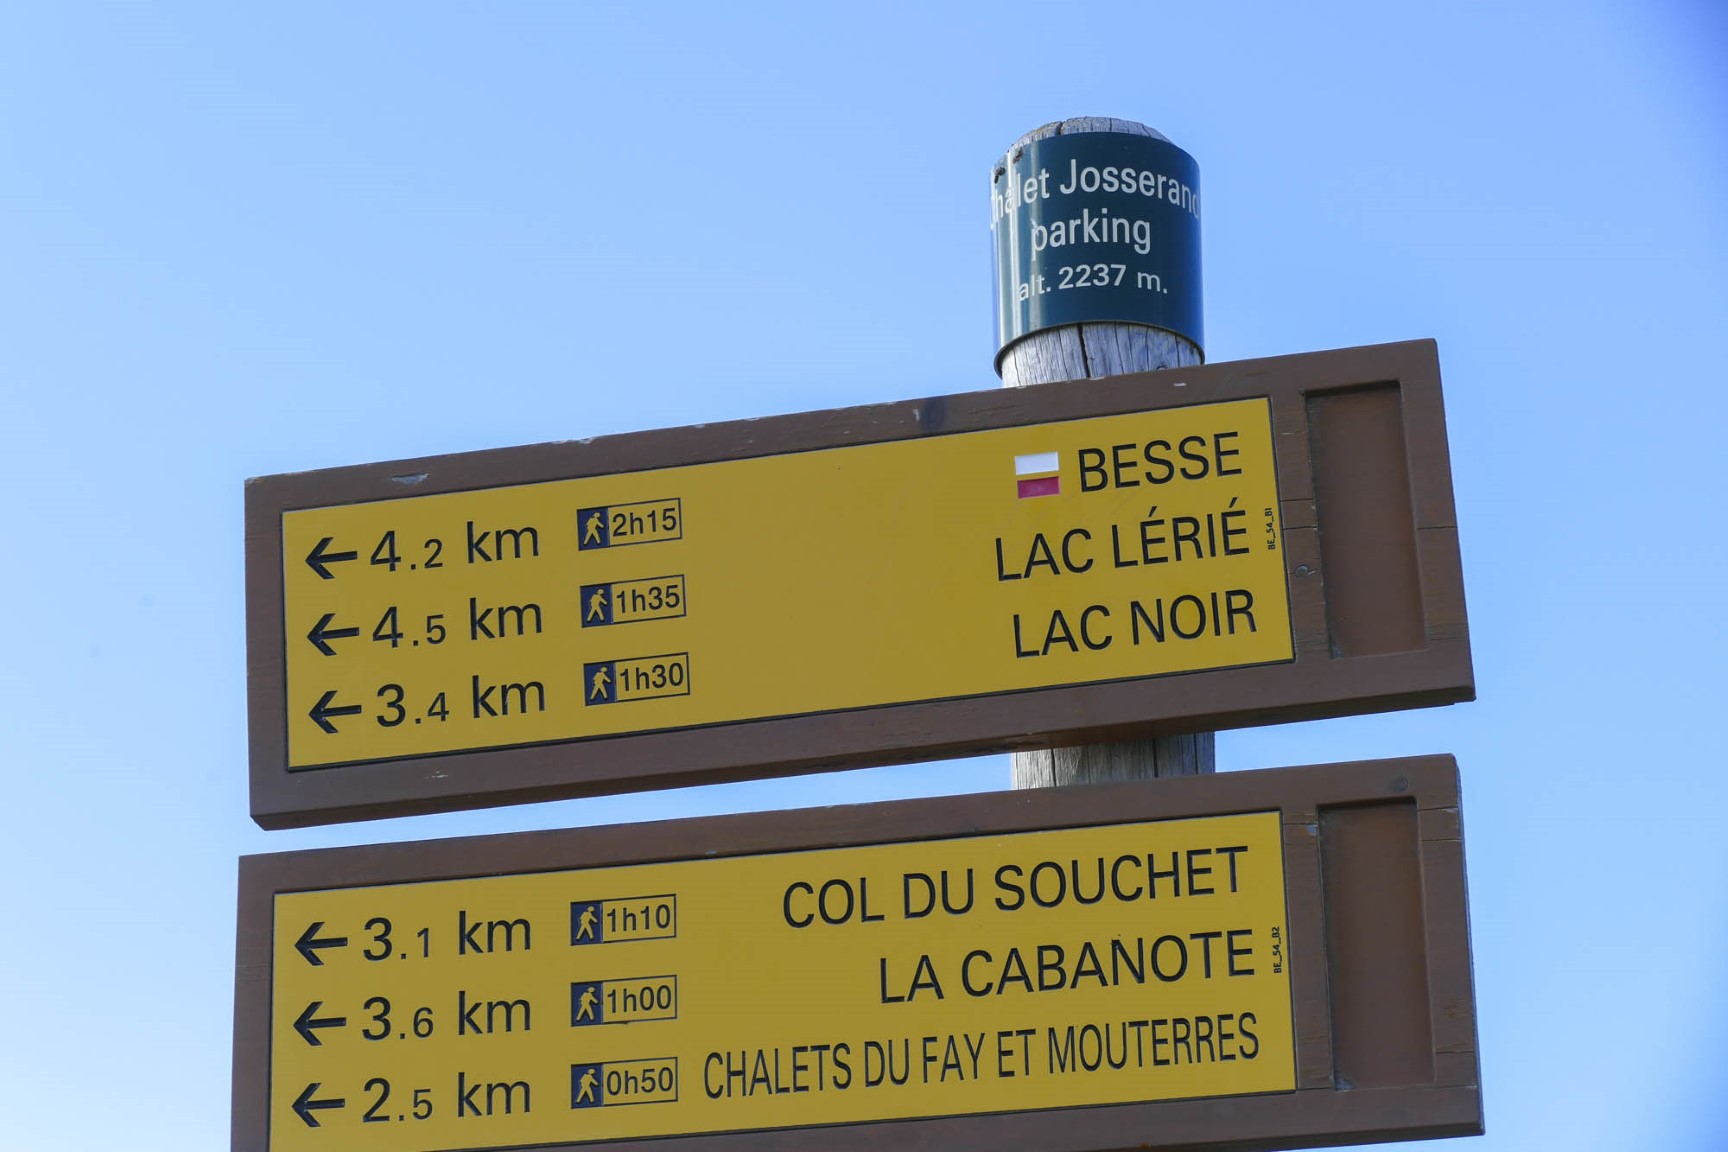 Chalet Josserand
parking
alt. 2237 m.
← 4.2 km 2h15 BESSE
← 4.5 km 1h35 LAC LÉRIÉ
← 3.4 km 1h30 LAC NOIR
BE_54_B1
← 3.1 km 1h10 COL DU SOUCHET
← 3.6 km 1h00 LA CABANOTE
← 2.5 km 0h50 CHALETS DU FAY ET MOUTERRES
BE_54_B2